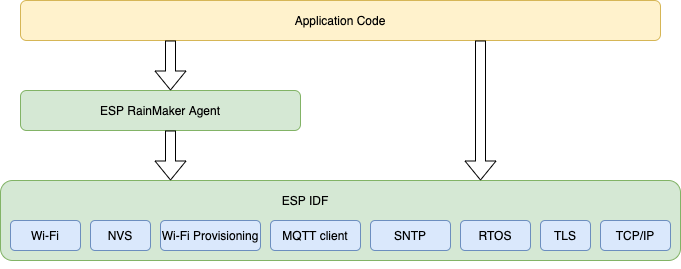 Application Code
ESP RainMaker Agent
ESP IDF
Wi-Fi
NVS
Wi-Fi Provisioning
MQTT client
SNTP
RTOS
TLS
TCP/IP